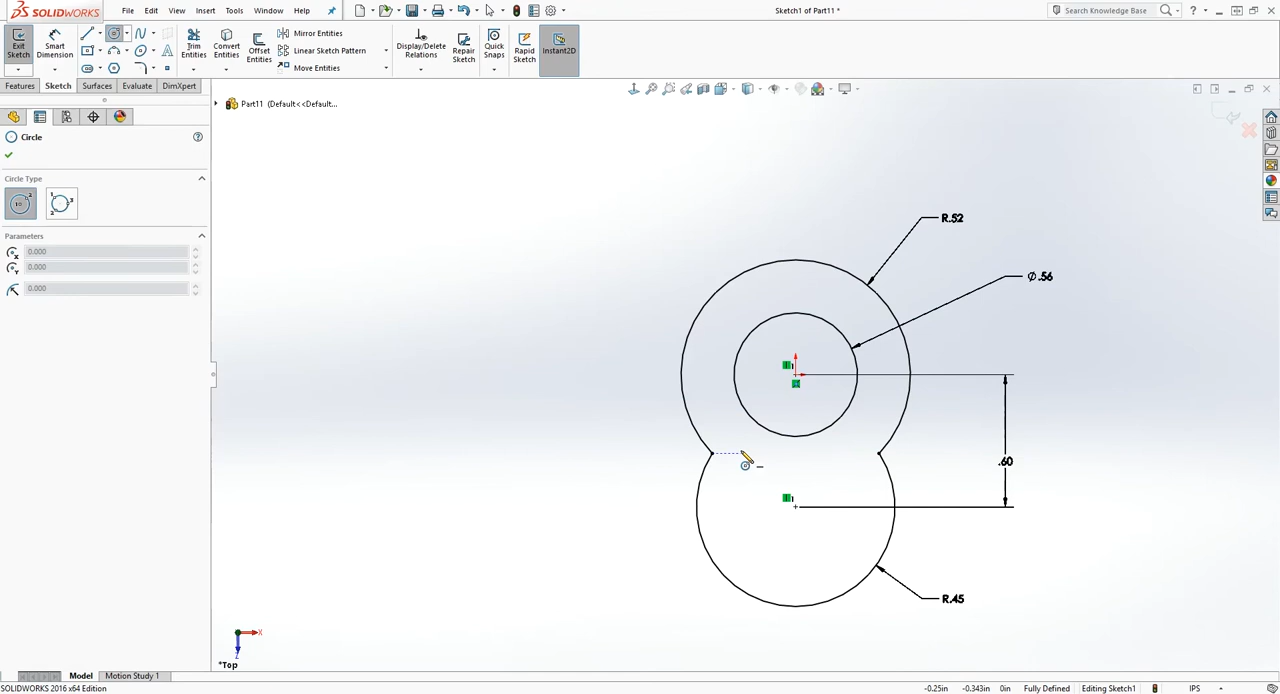 SOLIDWORKS
File Edit View Insert Tools Window Help
Sketch1 of Part11 *
Search Knowledge Base
Exit Sketch
Smart Dimension
Trim Entities
Convert Entities
Offset Entities
Mirror Entities
Linear Sketch Pattern
Move Entities
Display/Delete Relations
Repair Sketch
Quick Snaps
Rapid Sketch
Instant2D
Features Sketch Surfaces Evaluate DimXpert
Part11 (Default<<Default...
Circle
Circle Type
Parameters
0.000
0.000
0.000
R.52
Ø.56
.60
R.45
X
Z
*Top
Model Motion Study 1
SOLIDWORKS 2016 x64 Edition
-0.25in -0.343in 0in Fully Defined Editing Sketch1 IPS